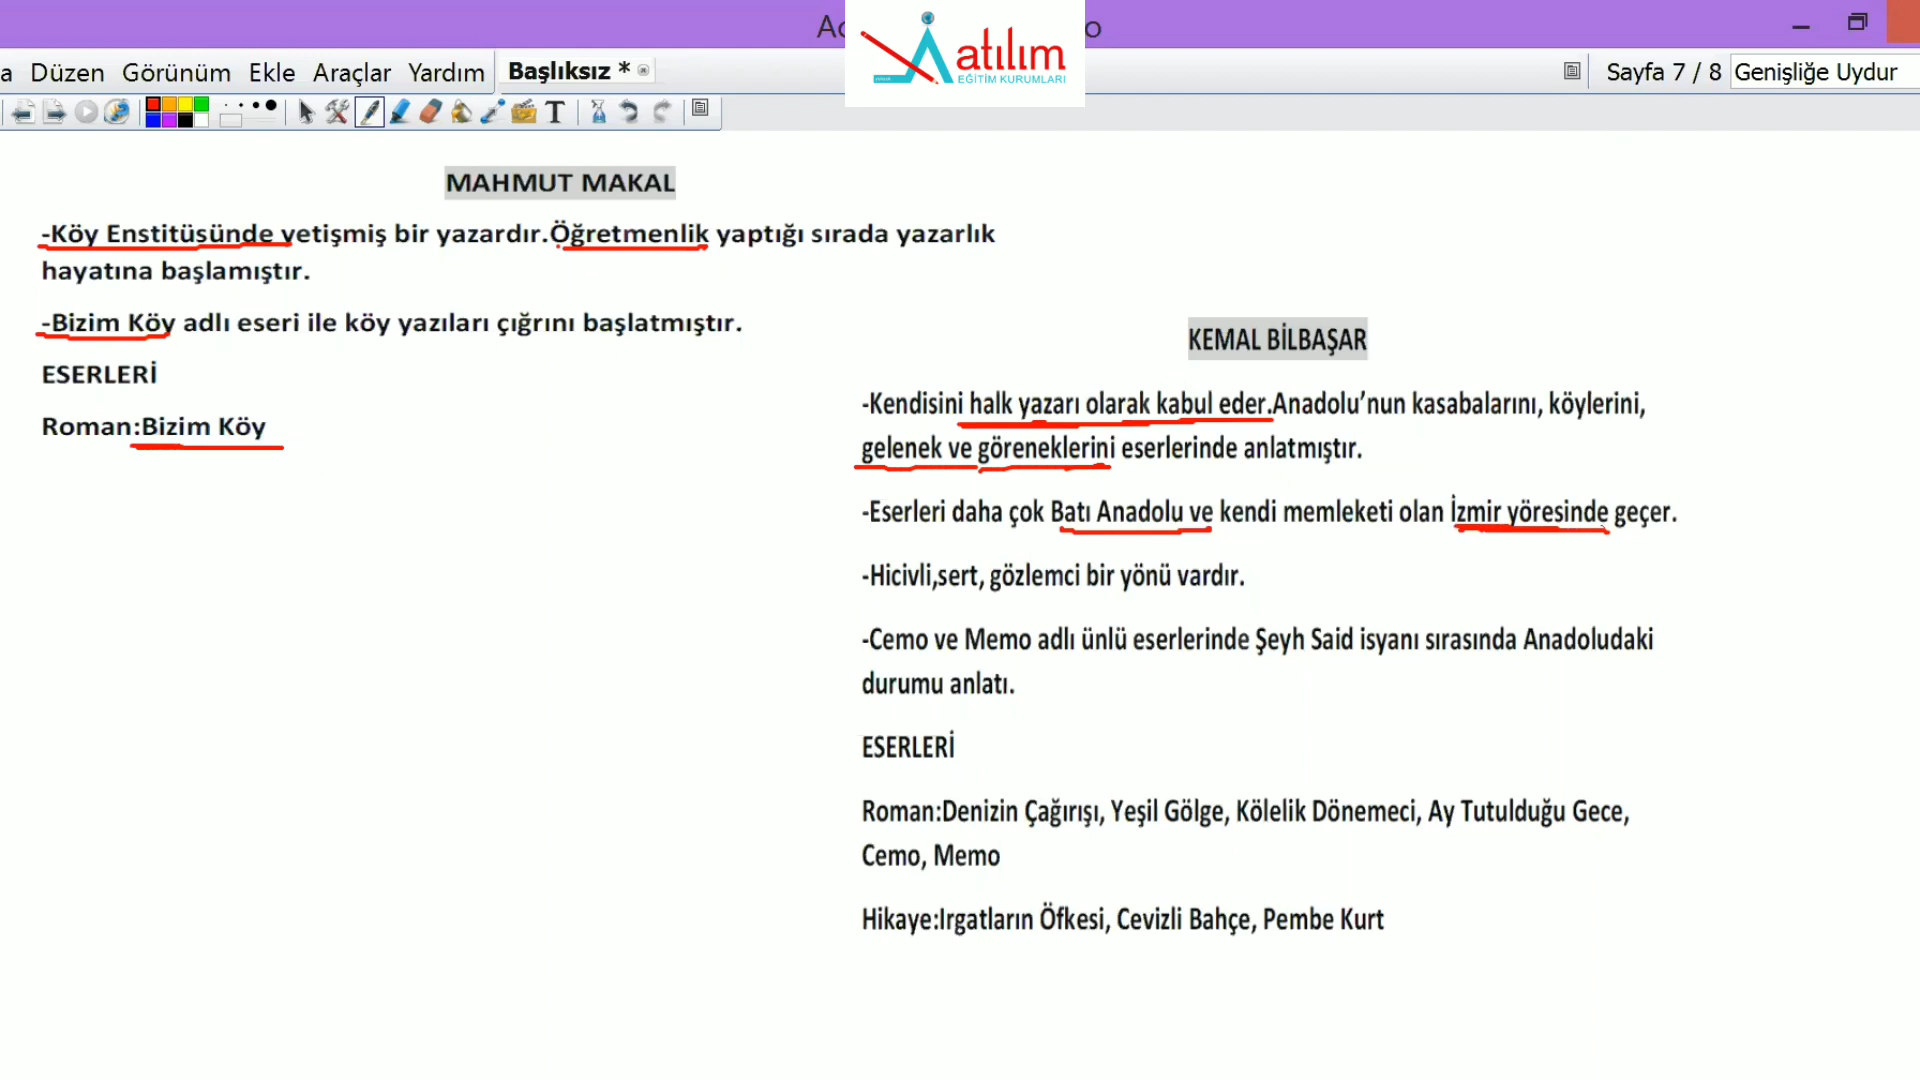 a Düzen Görünüm Ekle Araçlar Yardım Başlıksız *
atılım
EĞİTİM KURUMLARI
Sayfa 7 / 8 Genişliğe Uydur
MAHMUT MAKAL
-Köy Enstitüsünde yetişmiş bir yazardır.Öğretmenlik yaptığı sırada yazarlık
hayatına başlamıştır.
-Bizim Köy adlı eseri ile köy yazıları çığrını başlatmıştır.
ESERLERİ
Roman:Bizim Köy
KEMAL BİLBAŞAR
-Kendisini halk yazarı olarak kabul eder.Anadolu’nun kasabalarını, köylerini,
gelenek ve göreneklerini eserlerinde anlatmıştır.
-Eserleri daha çok Batı Anadolu ve kendi memleketi olan İzmir yöresinde geçer.
-Hicivli,sert, gözlemci bir yönü vardır.
-Cemo ve Memo adlı ünlü eserlerinde Şeyh Said isyanı sırasında Anadoludaki
durumu anlatı.
ESERLERİ
Roman:Denizin Çağırışı, Yeşil Gölge, Kölelik Dönemeci, Ay Tutulduğu Gece,
Cemo, Memo
Hikaye:Irgatların Öfkesi, Cevizli Bahçe, Pembe Kurt